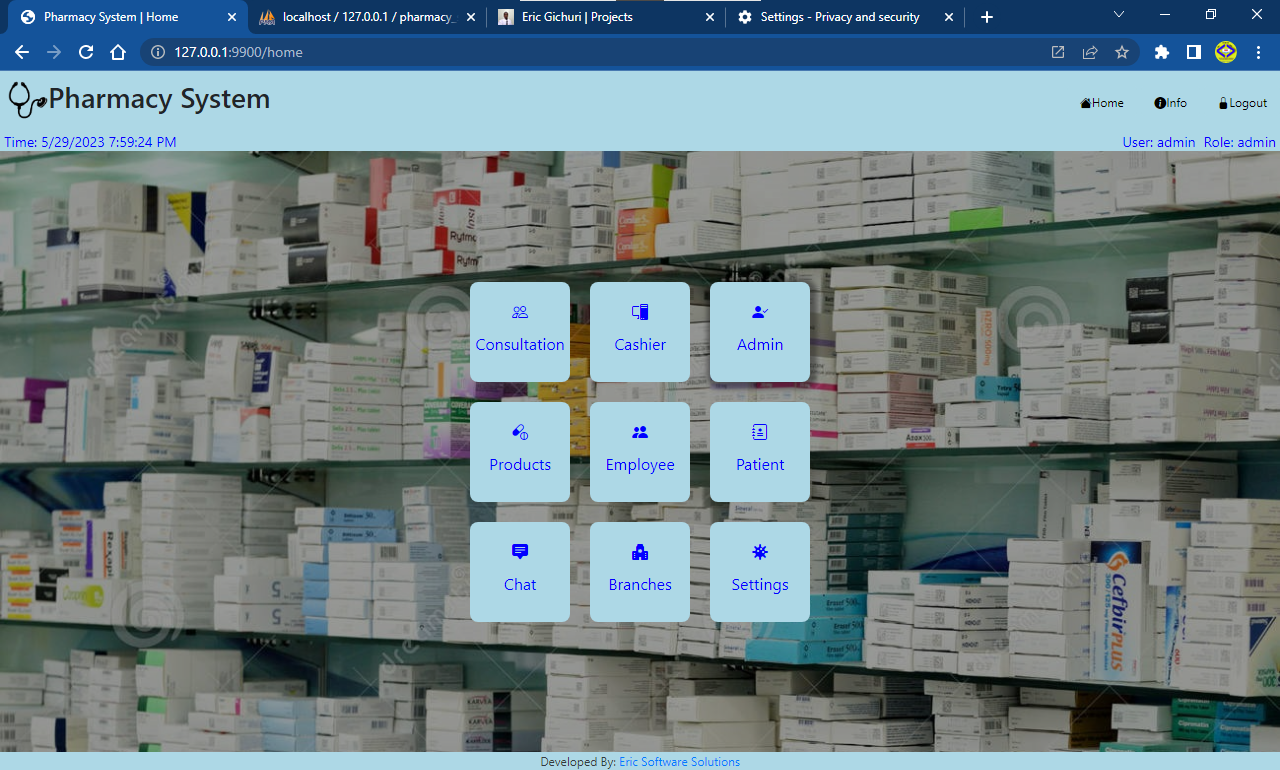 Pharmacy System | Home
localhost / 127.0.0.1 / pharmacy_
Eric Gichuri | Projects
Settings - Privacy and security
127.0.0.1:9900/home
Pharmacy System
Home Info Logout
Time: 5/29/2023 7:59:24 PM
User: admin Role: admin
Consultation Cashier Admin
Products Employee Patient
Chat Branches Settings
CefbirPLUS
Developed By: Eric Software Solutions